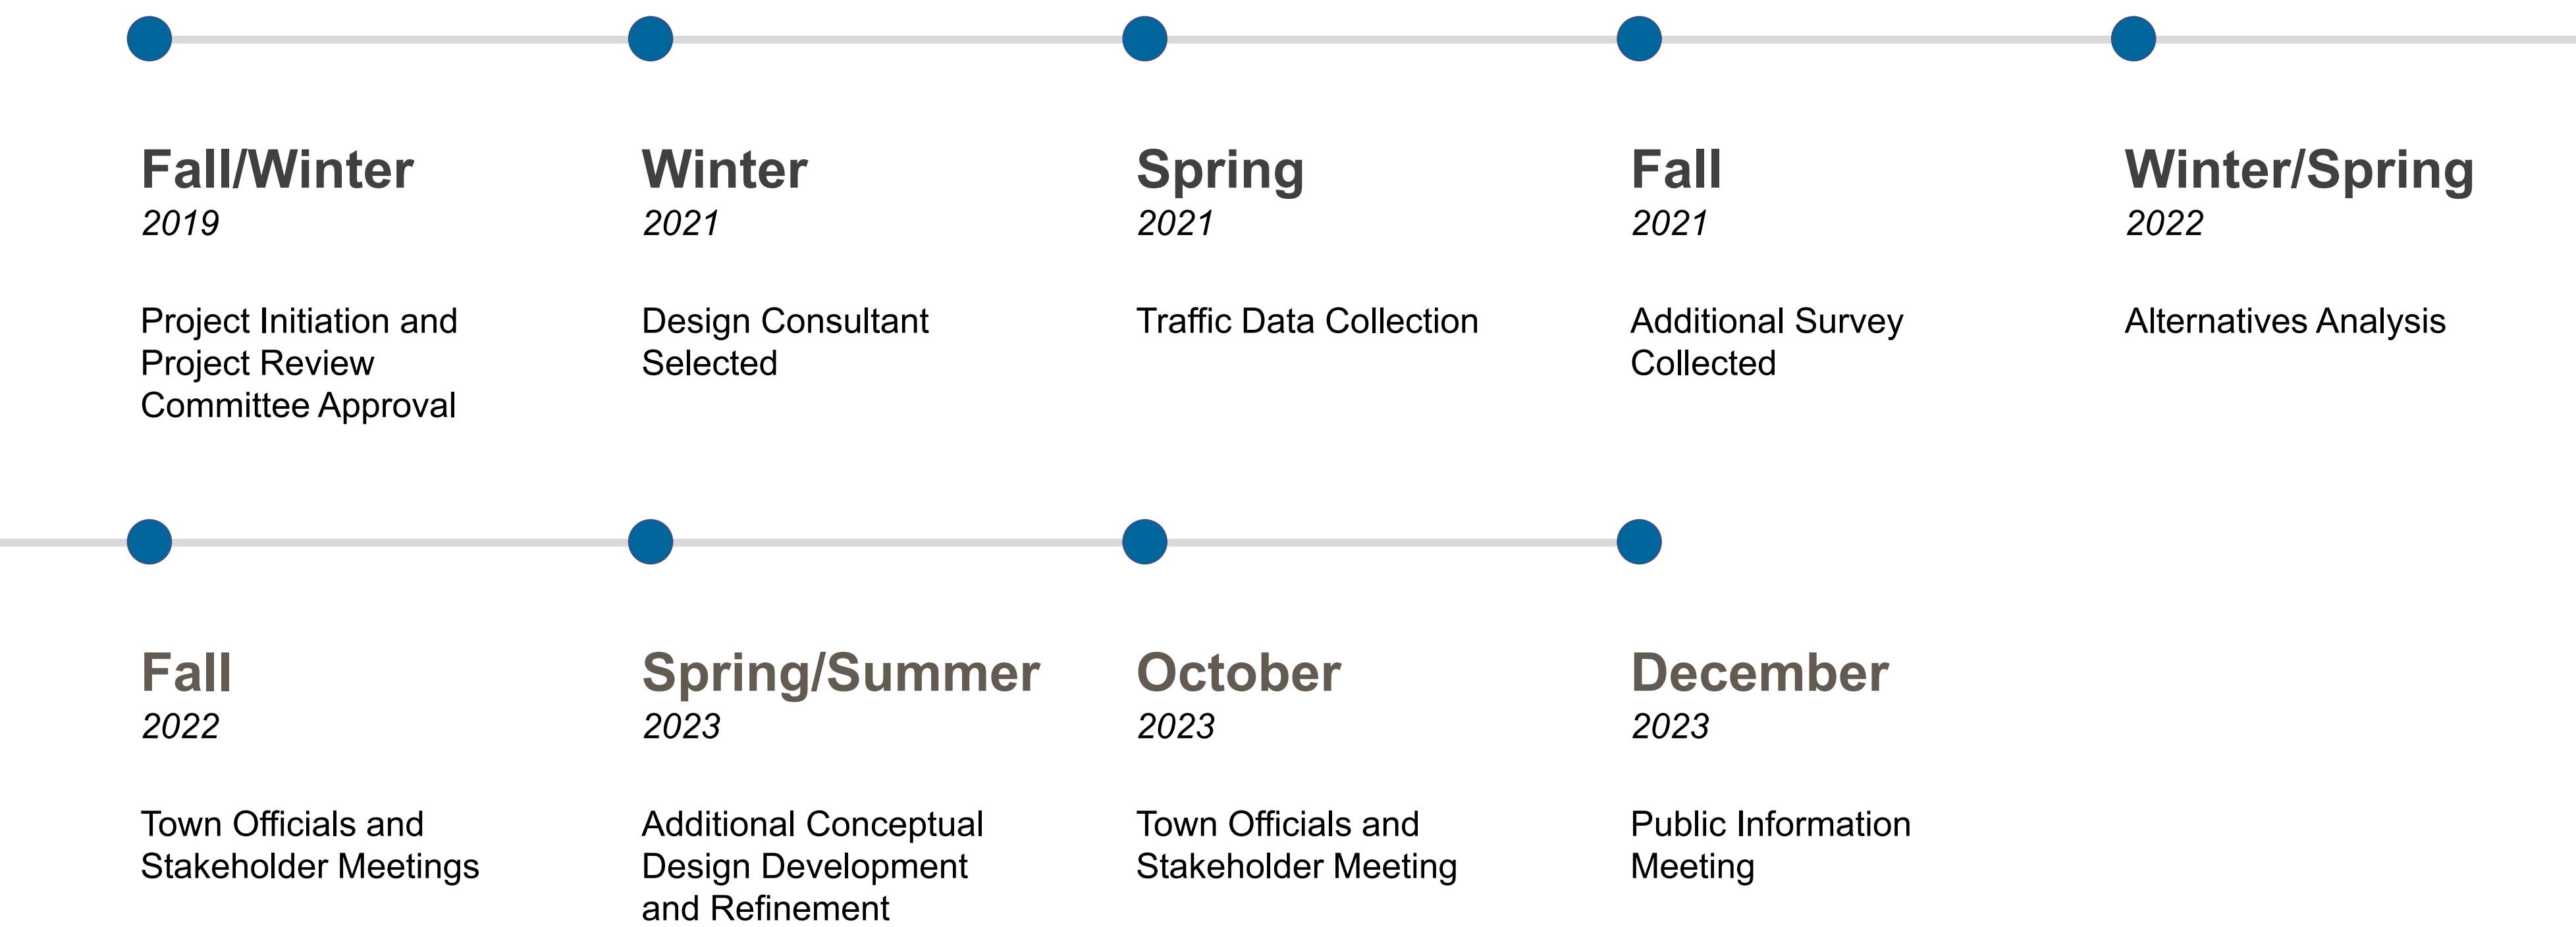 Fall/Winter
2019
Project Initiation and
Project Review
Committee Approval
Winter
2021
Design Consultant
Selected
Spring
2021
Traffic Data Collection
Fall
2021
Additional Survey
Collected
Winter/Spring
2022
Alternatives Analysis
Fall
2022
Town Officials and
Stakeholder Meetings
Spring/Summer
2023
Additional Conceptual
Design Development
and Refinement
October
2023
Town Officials and
Stakeholder Meeting
December
2023
Public Information
Meeting